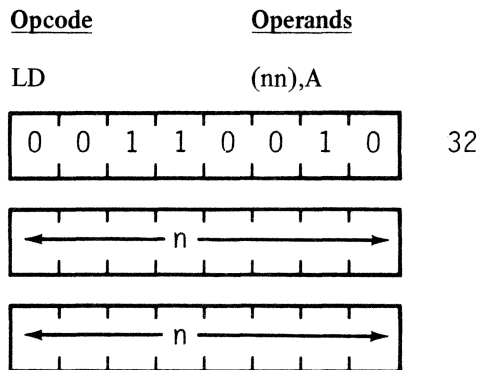 Opcode Operands
LD (nn),A
0 0 1 1 0 0 1 0 32
n
n